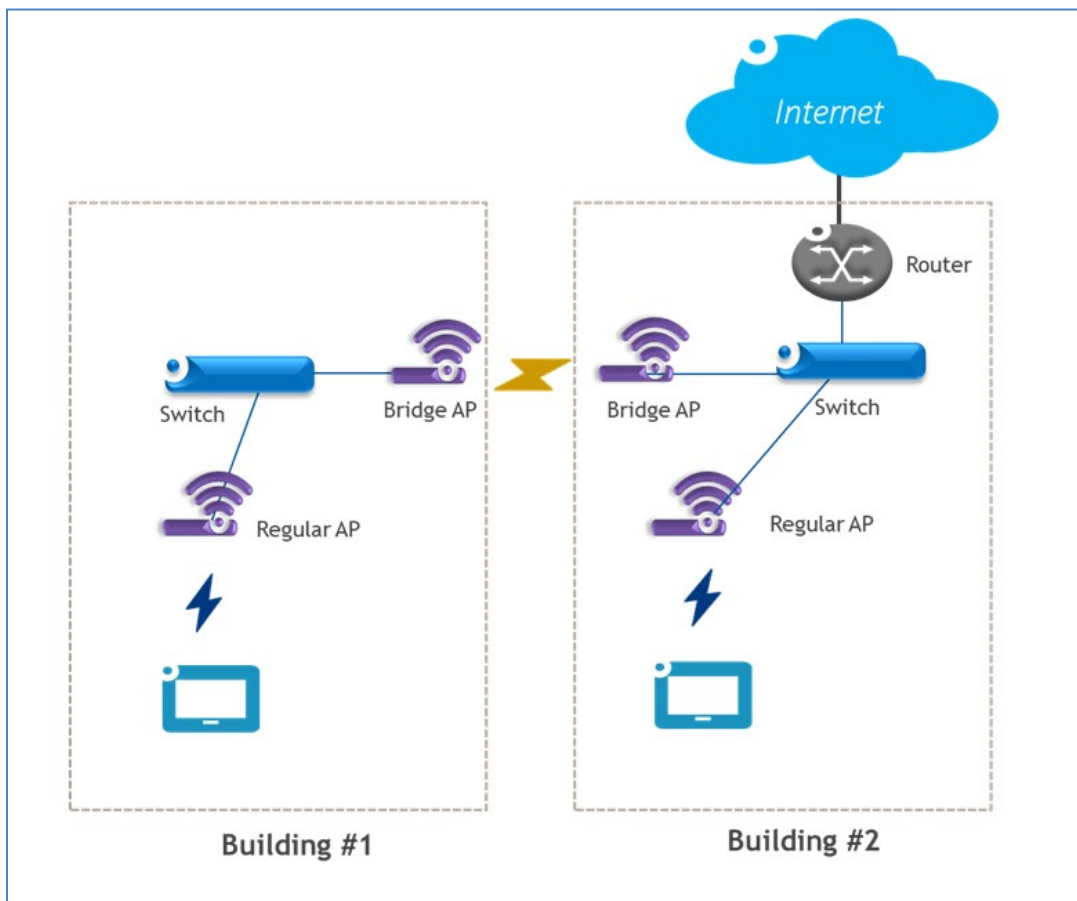 Internet
Router
Switch
Bridge AP
Bridge AP
Switch
Regular AP
Regular AP
Building #1
Building #2